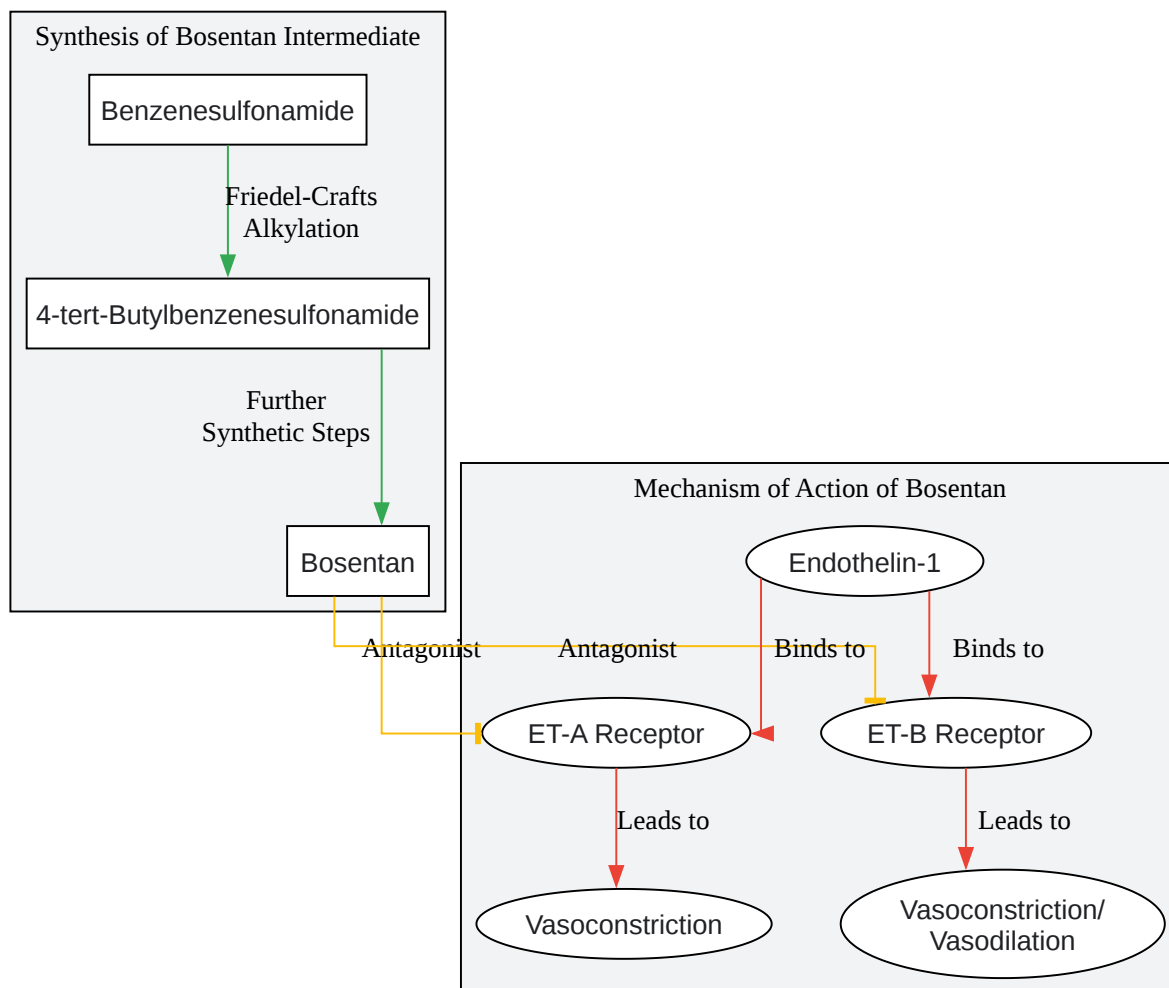 Synthesis of Bosentan Intermediate
Benzenesulfonamide
Friedel-Crafts
Alkylation
4-tert-Butylbenzenesulfonamide
Further
Synthetic Steps
Bosentan
Mechanism of Action of Bosentan
Endothelin-1
Antagonist
Antagonist
Binds to
Binds to
ET-A Receptor
ET-B Receptor
Leads to
Leads to
Vasoconstriction
Vasoconstriction/
Vasodilation